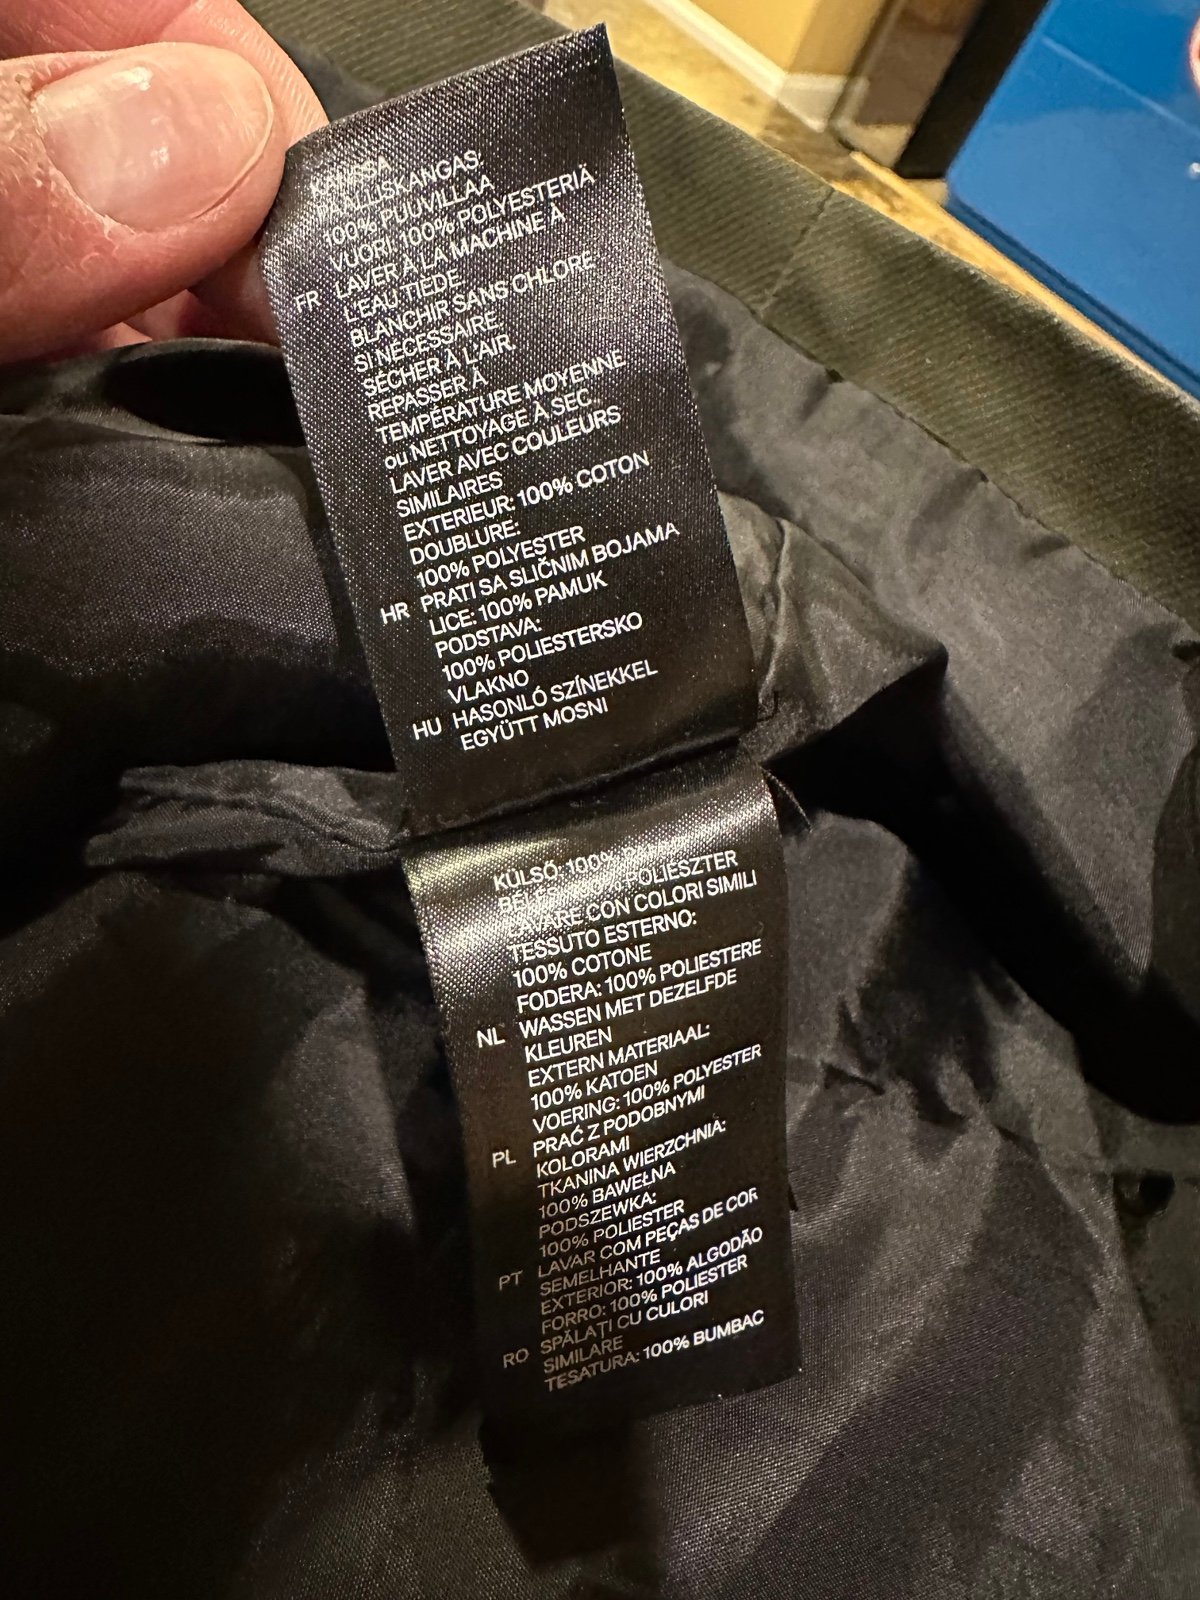 KANSSA
PÄÄLLISKANGAS:
100% PUUVILLAA
VUORI: 100% POLYESTERIÄ
FR LAVER À LA MACHINE À
L'EAU TIÈDE
BLANCHIR SANS CHLORE
SI NÉCESSAIRE
SÉCHER À L'AIR
REPASSER À
TEMPÉRATURE MOYENNE
ou NETTOYAGE À SEC
LAVER AVEC COULEURS
SIMILAIRES
EXTERIEUR: 100% COTON
DOUBLURE:
100% POLYESTER
HR PRATI SA SLIČNIM BOJAMA
LICE: 100% PAMUK
PODSTAVA:
100% POLIESTERSKO
VLAKNO
HU HASONLÓ SZÍNEKKEL
EGYÜTT MOSNI
KÜLSŐ: 100%
POLIÉSZTER
LAVARE CON COLORI SIMILI
TESSUTO ESTERNO:
100% COTONE
FODERA: 100% POLIESTERE
NL WASSEN MET DEZELFDE
KLEUREN
EXTERN MATERIAAL:
100% KATOEN
VOERING: 100% POLYESTER
PL PRAĆ Z PODOBNYMI
KOLORAMI
TKANINA WIERZCHNIA:
100% BAWEŁNA
PODSZEWKA:
100% POLIESTER
PT LAVAR COM PEÇAS DE COR
SEMELHANTE
EXTERIOR: 100% ALGODÃO
FORRO: 100% POLIESTER
RO SPĂLAȚI CU CULORI
SIMILARE
TESATURA: 100% BUMBAC